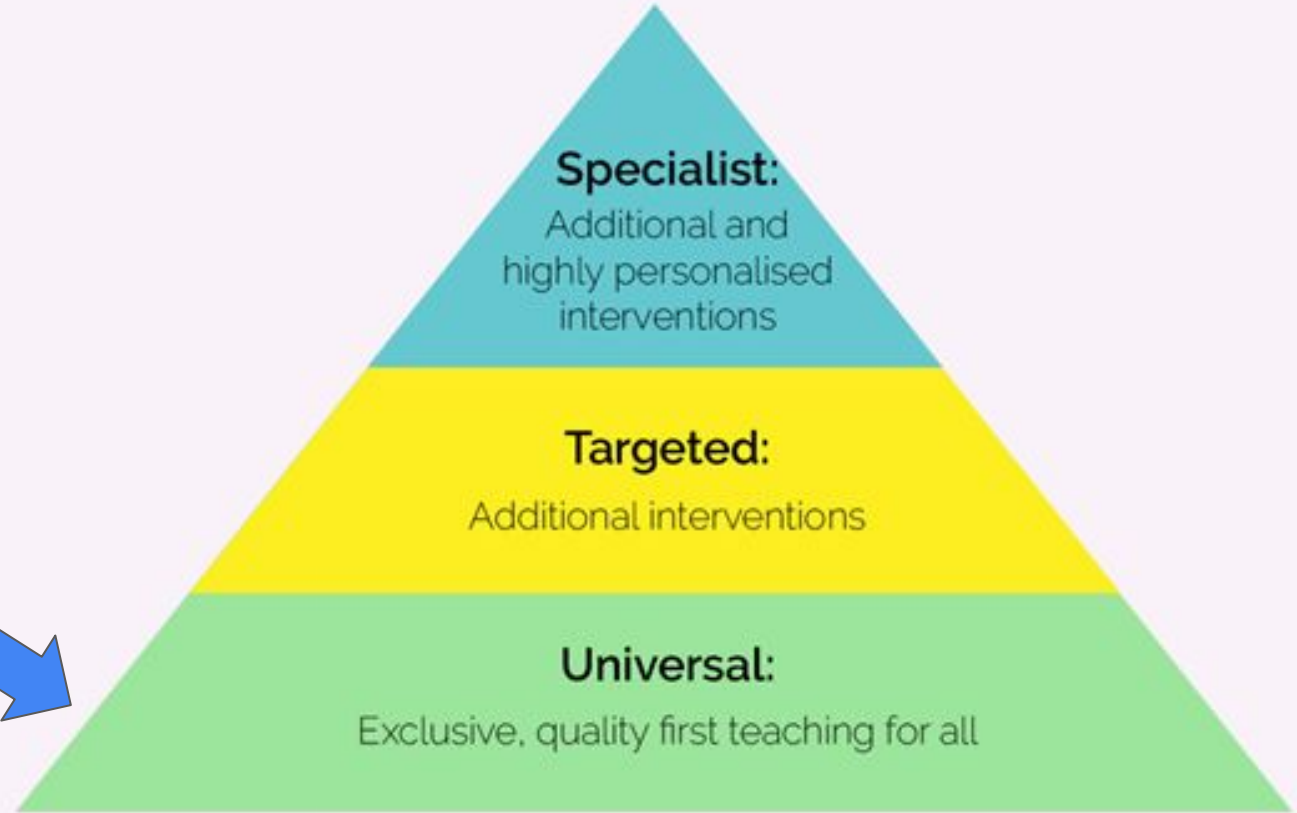 Specialist:
Additional and
highly personalised
interventions
Targeted:
Additional interventions
Universal:
Exclusive, quality first teaching for all